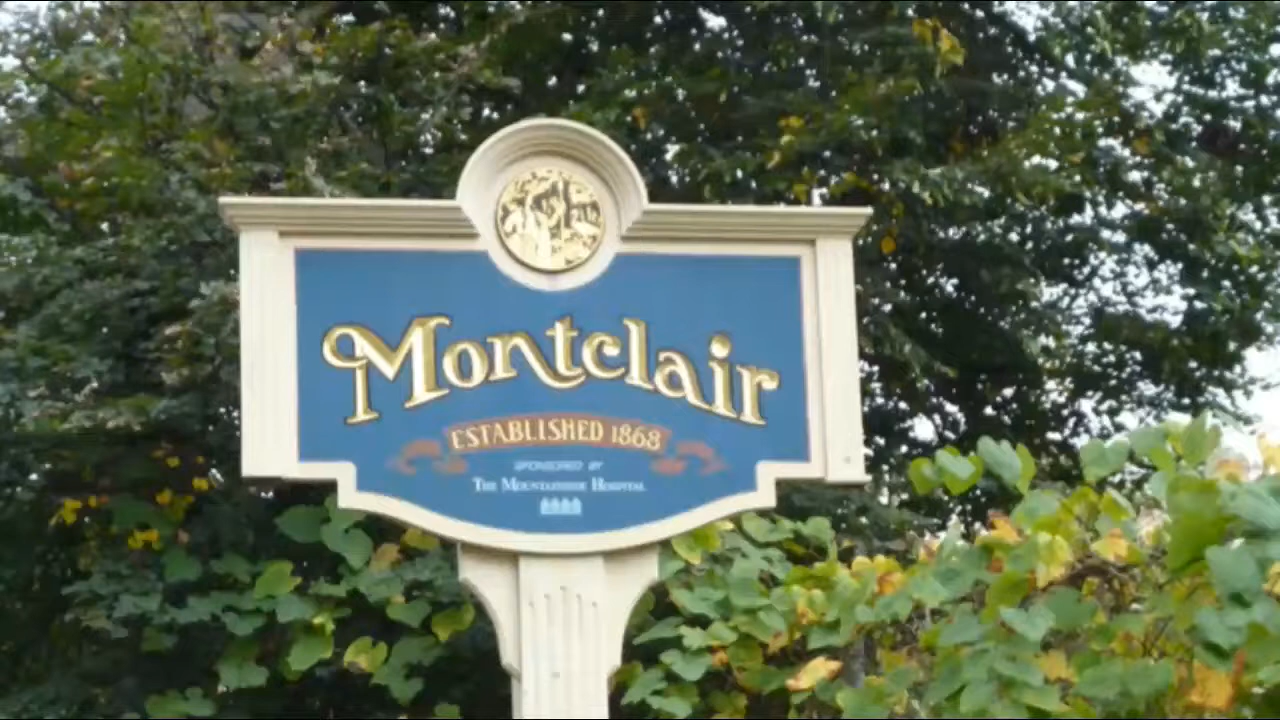 Montclair
ESTABLISHED 1868
SPONSORED BY
THE MOUNTAINSIDE HOSPITAL